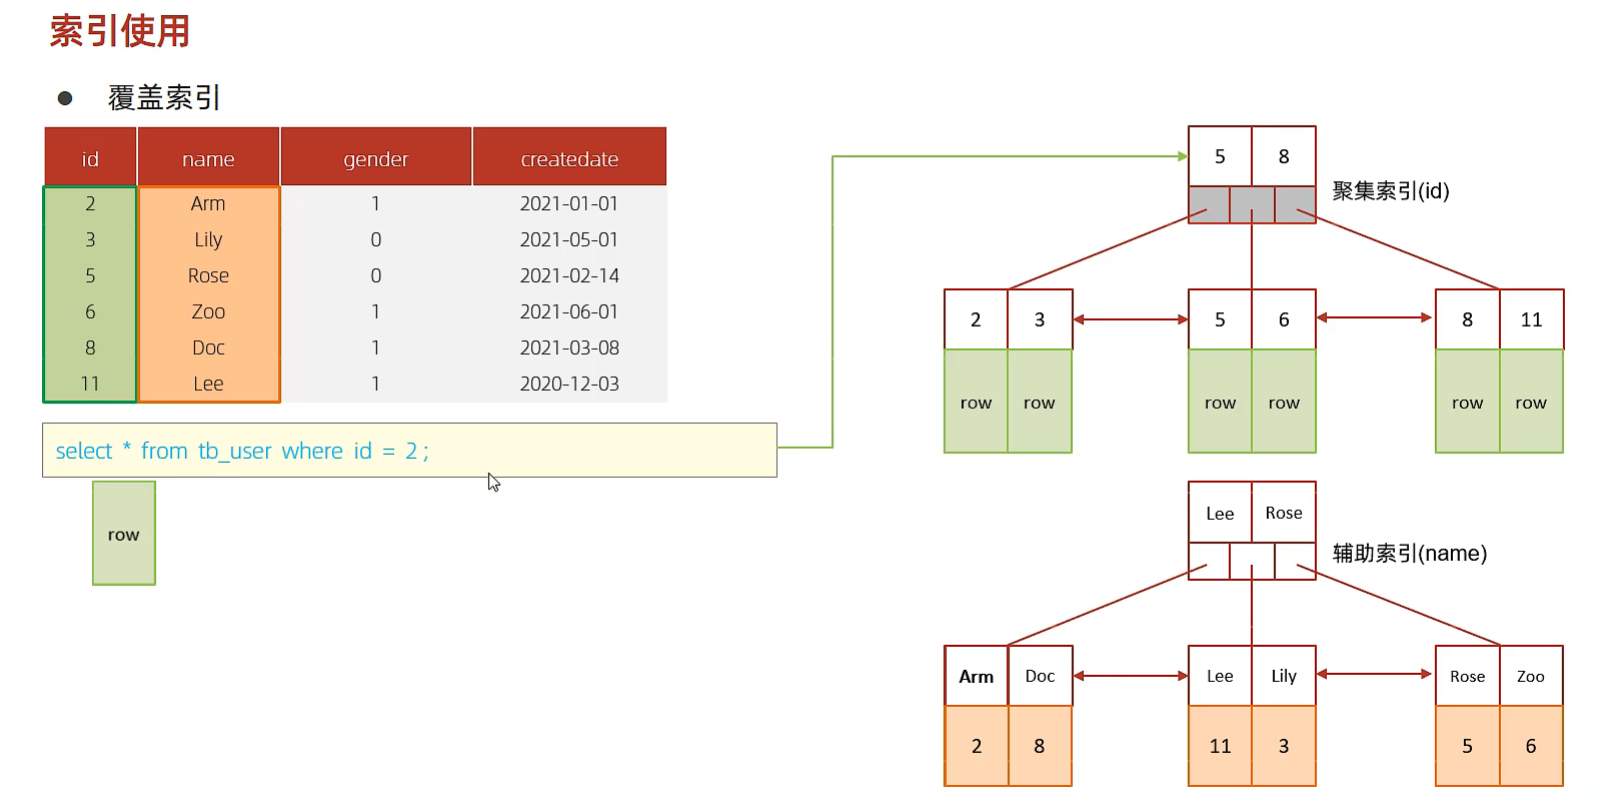 索引使用
● 覆盖索引
id name gender createdate
2 Arm 1 2021-01-01
3 Lily 0 2021-05-01
5 Rose 0 2021-02-14
6 Zoo 1 2021-06-01
8 Doc 1 2021-03-08
11 Lee 1 2020-12-03
select * from tb_user where id = 2 ;
row
5 8
聚集索引(id)
2 3 5 6 8 11
row row row row row row
Lee Rose
辅助索引(name)
Arm Doc Lee Lily Rose Zoo
2 8 11 3 5 6